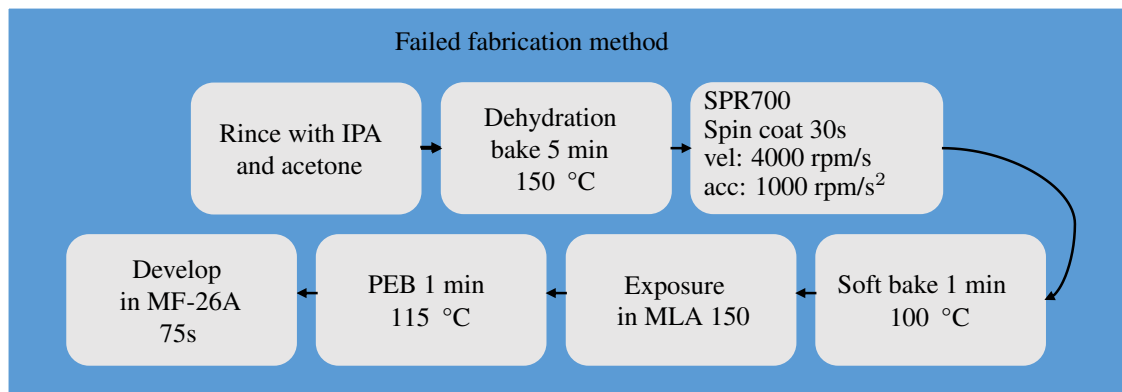 Failed fabrication method
Rince with IPA
and acetone
Dehydration
bake 5 min
150 °C
SPR700
Spin coat 30s
vel: 4000 rpm/s
acc: 1000 rpm/s²
Soft bake 1 min
100 °C
Exposure
in MLA 150
PEB 1 min
115 °C
Develop
in MF-26A
75s